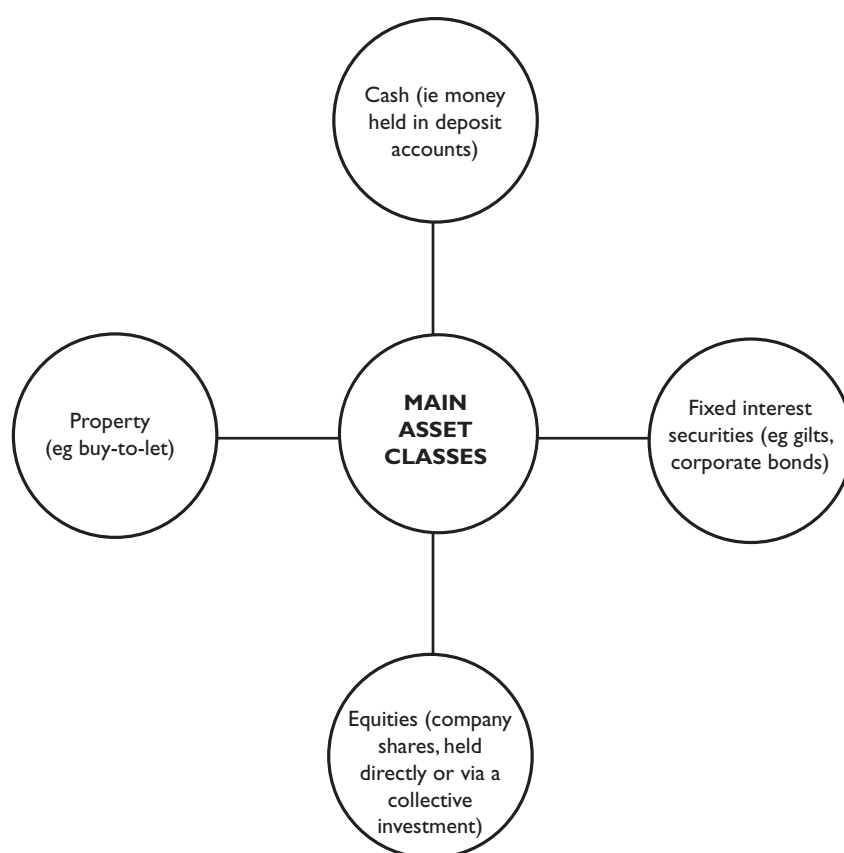 Cash (ie money
held in deposit
accounts)
Property
(eg buy-to-let)
MAIN
ASSET
CLASSES
Fixed interest
securities (eg gilts,
corporate bonds)
Equities (company
shares, held
directly or via a
collective
investment)